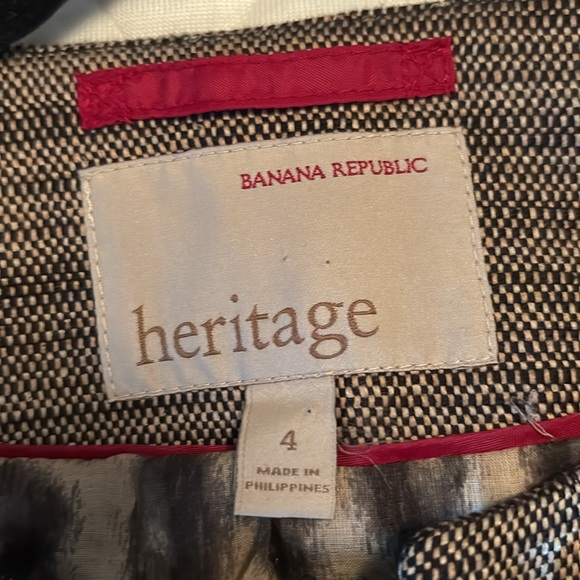 BANANA REPUBLIC
heritage
4
MADE IN
PHILIPPINES